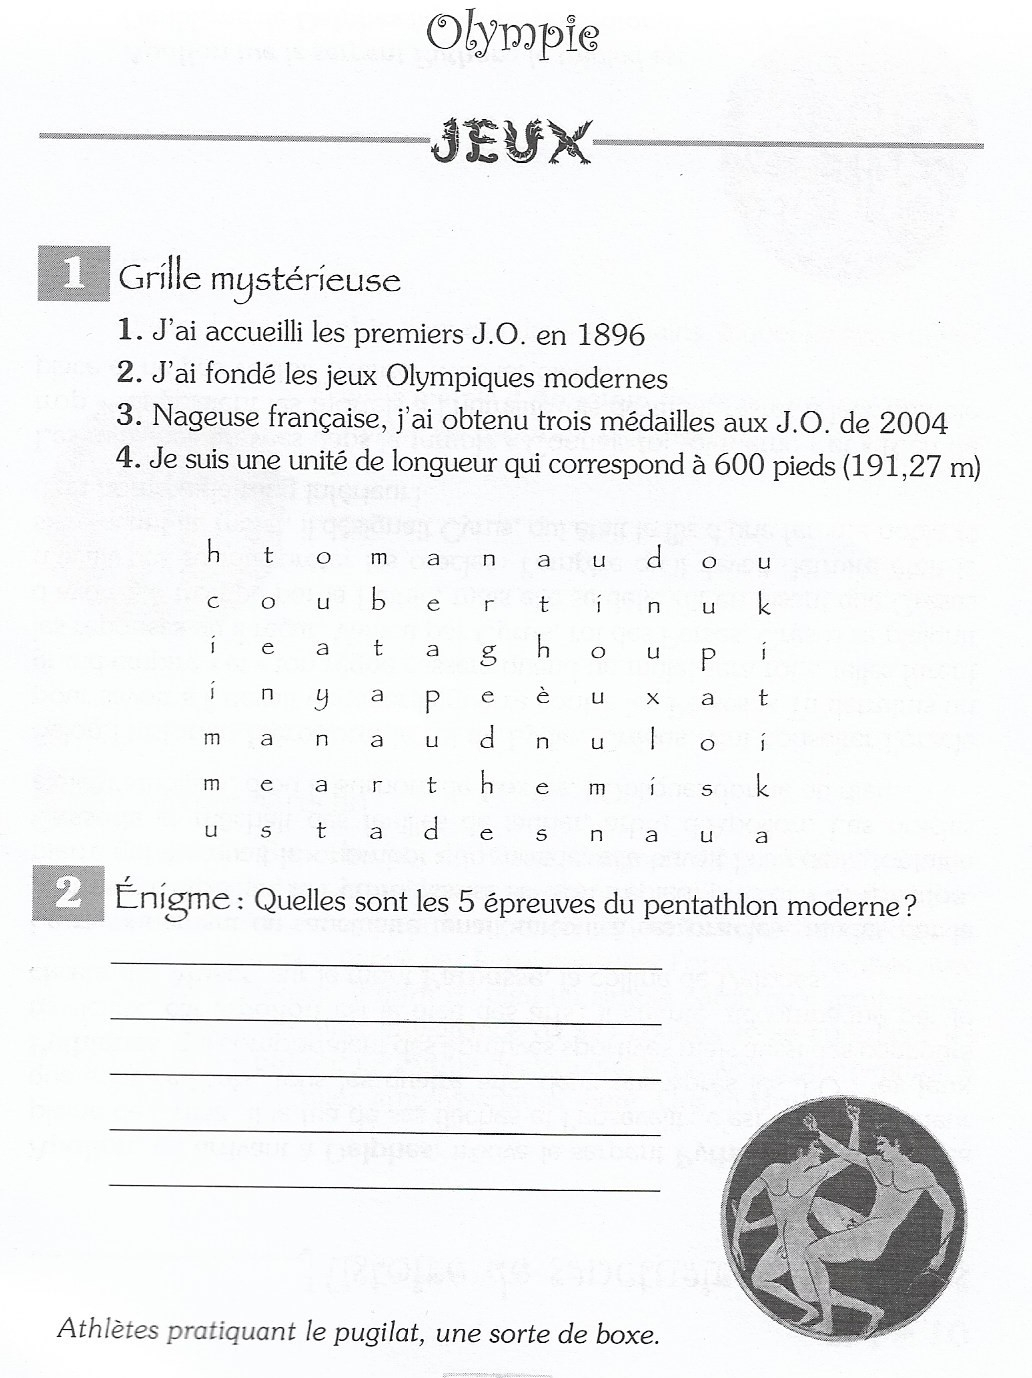 Olympie
JEUX
1 Grille mystérieuse
1. J'ai accueilli les premiers J.O. en 1896
2. J'ai fondé les jeux Olympiques modernes
3. Nageuse française, j'ai obtenu trois médailles aux J.O. de 2004
4. Je suis une unité de longueur qui correspond à 600 pieds (191,27 m)
h t o m a n a u d o u
c o u b e r t i n u k
i e a t a g h o u p i
i n y a p e è u x a t
m a n a u d n u l o i
m e a r t h e m i s k
u s t a d e s n a u a
2 Énigme : Quelles sont les 5 épreuves du pentathlon moderne ?
Athlètes pratiquant le pugilat, une sorte de boxe.